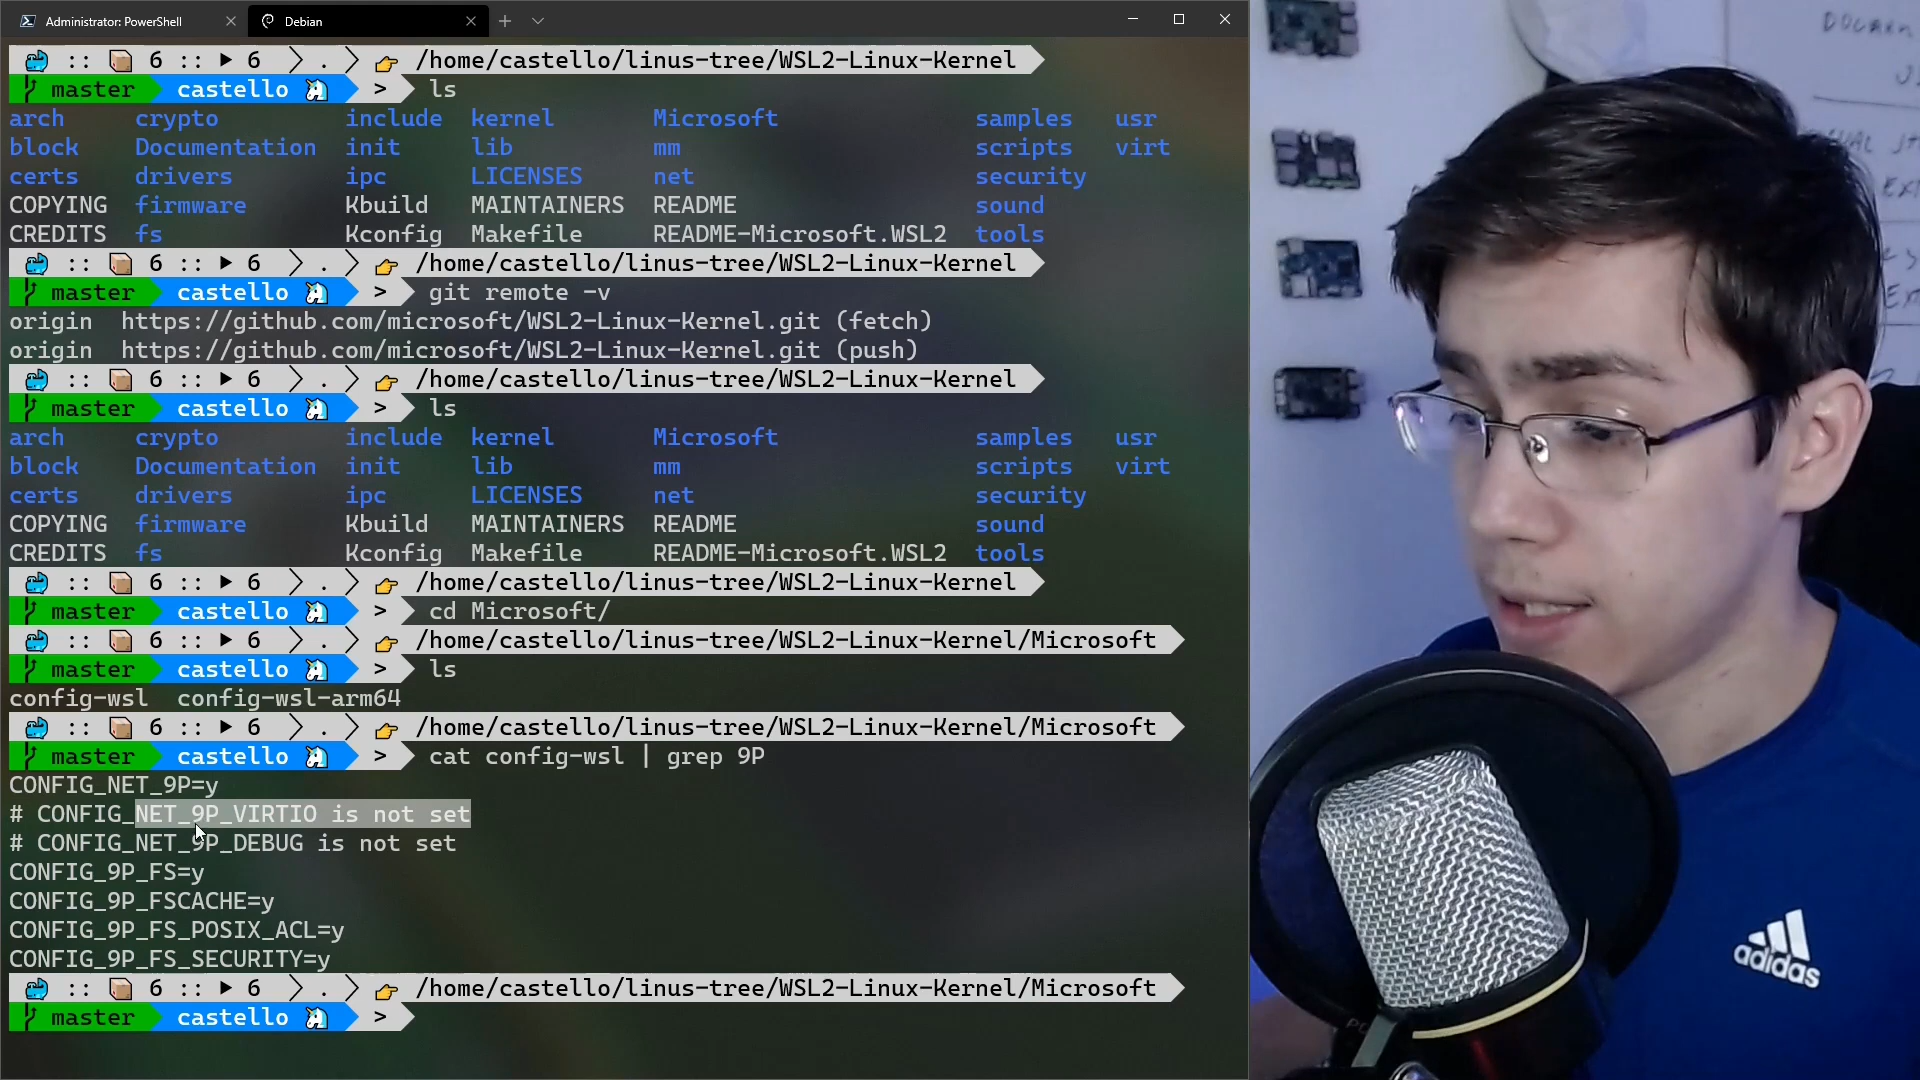 Administrator: PowerShell
Debian
:: 6 :: ▶ 6 > . > /home/castello/linus-tree/WSL2-Linux-Kernel
master castello > ls
arch crypto include kernel Microsoft samples usr
block Documentation init lib mm scripts virt
certs drivers ipc LICENSES net security
COPYING firmware Kbuild MAINTAINERS README sound
CREDITS fs Kconfig Makefile README-Microsoft.WSL2 tools
:: 6 :: ▶ 6 > . > /home/castello/linus-tree/WSL2-Linux-Kernel
master castello > git remote -v
origin https://github.com/microsoft/WSL2-Linux-Kernel.git (fetch)
origin https://github.com/microsoft/WSL2-Linux-Kernel.git (push)
:: 6 :: ▶ 6 > . > /home/castello/linus-tree/WSL2-Linux-Kernel
master castello > ls
arch crypto include kernel Microsoft samples usr
block Documentation init lib mm scripts virt
certs drivers ipc LICENSES net security
COPYING firmware Kbuild MAINTAINERS README sound
CREDITS fs Kconfig Makefile README-Microsoft.WSL2 tools
:: 6 :: ▶ 6 > . > /home/castello/linus-tree/WSL2-Linux-Kernel
master castello > cd Microsoft/
:: 6 :: ▶ 6 > . > /home/castello/linus-tree/WSL2-Linux-Kernel/Microsoft
master castello > ls
config-wsl config-wsl-arm64
:: 6 :: ▶ 6 > . > /home/castello/linus-tree/WSL2-Linux-Kernel/Microsoft
master castello > cat config-wsl | grep 9P
CONFIG_NET_9P=y
# CONFIG_NET_9P_VIRTIO is not set
# CONFIG_NET_9P_DEBUG is not set
CONFIG_9P_FS=y
CONFIG_9P_FSCACHE=y
CONFIG_9P_FS_POSIX_ACL=y
CONFIG_9P_FS_SECURITY=y
:: 6 :: ▶ 6 > . > /home/castello/linus-tree/WSL2-Linux-Kernel/Microsoft
master castello >
adidas